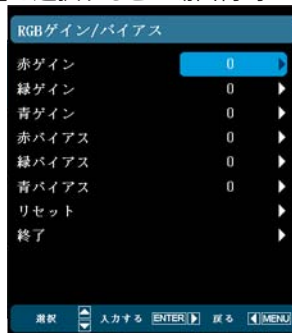 RGBゲイン/バイアス
赤ゲイン 0
緑ゲイン 0
青ゲイン 0
赤バイアス 0
緑バイアス 0
青バイアス 0
リセット
終了
選択 入力する ENTER 戻る MENU